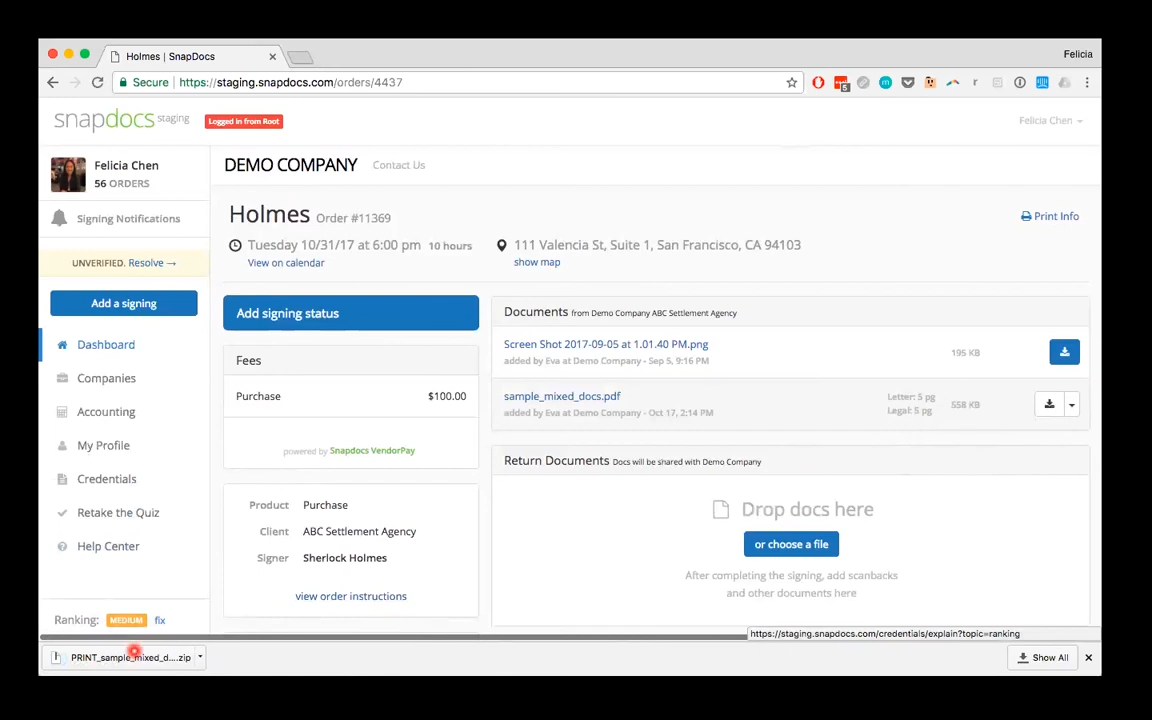 Holmes | SnapDocs
Felicia
Secure https://staging.snapdocs.com/orders/4437
5
snapdocs staging
Logged in from Root
Felicia Chen
Felicia Chen
56 ORDERS
DEMO COMPANY Contact Us
Signing Notifications
Holmes Order #11369
Print Info
Tuesday 10/31/17 at 6:00 pm 10 hours
View on calendar
111 Valencia St, Suite 1, San Francisco, CA 94103
show map
UNVERIFIED. Resolve →
Add a signing
Dashboard
Companies
Accounting
My Profile
Credentials
Retake the Quiz
Help Center
Ranking: MEDIUM fix
Add signing status
Fees
Purchase $100.00
powered by Snapdocs VendorPay
Product Purchase
Client ABC Settlement Agency
Signer Sherlock Holmes
view order instructions
Documents from Demo Company ABC Settlement Agency
Screen Shot 2017-09-05 at 1.01.40 PM.png
added by Eva at Demo Company - Sep 5, 9:16 PM
195 KB
sample_mixed_docs.pdf
added by Eva at Demo Company - Oct 17, 2:14 PM
Letter: 5 pg
Legal: 5 pg
558 KB
Return Documents Docs will be shared with Demo Company
Drop docs here
or choose a file
After completing the signing, add scanbacks
and other documents here
https://staging.snapdocs.com/credentials/explain?topic=ranking
PRINT_sample_mixed_d....zip
Show All